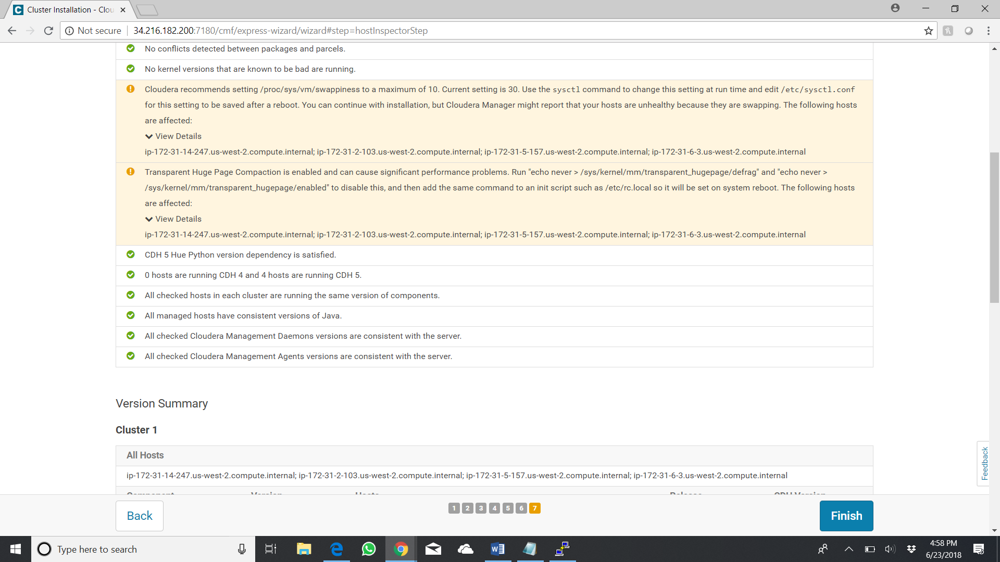 Cluster Installation - Clou
Not secure
34.216.182.200:7180/cmf/express-wizard/wizard#step=hostInspectorStep
No conflicts detected between packages and parcels.
No kernel versions that are known to be bad are running.
Cloudera recommends setting /proc/sys/vm/swappiness to a maximum of 10. Current setting is 30. Use the sysctl command to change this setting at run time and edit /etc/sysctl.conf
for this setting to be saved after a reboot. You can continue with installation, but Cloudera Manager might report that your hosts are unhealthy because they are swapping. The following hosts
are affected:
View Details
ip-172-31-14-247.us-west-2.compute.internal; ip-172-31-2-103.us-west-2.compute.internal; ip-172-31-5-157.us-west-2.compute.internal; ip-172-31-6-3.us-west-2.compute.internal
Transparent Huge Page Compaction is enabled and can cause significant performance problems. Run "echo never > /sys/kernel/mm/transparent_hugepage/defrag" and "echo never >
/sys/kernel/mm/transparent_hugepage/enabled" to disable this, and then add the same command to an init script such as /etc/rc.local so it will be set on system reboot. The following hosts
are affected:
View Details
ip-172-31-14-247.us-west-2.compute.internal; ip-172-31-2-103.us-west-2.compute.internal; ip-172-31-5-157.us-west-2.compute.internal; ip-172-31-6-3.us-west-2.compute.internal
CDH 5 Hue Python version dependency is satisfied.
0 hosts are running CDH 4 and 4 hosts are running CDH 5.
All checked hosts in each cluster are running the same version of components.
All managed hosts have consistent versions of Java.
All checked Cloudera Management Daemons versions are consistent with the server.
All checked Cloudera Management Agents versions are consistent with the server.
Version Summary
Cluster 1
All Hosts
ip-172-31-14-247.us-west-2.compute.internal; ip-172-31-2-103.us-west-2.compute.internal; ip-172-31-5-157.us-west-2.compute.internal; ip-172-31-6-3.us-west-2.compute.internal
Component Version Hosts Release CDH Version
Feedback
Back
1 2 3 4 5 6 7
Finish
Type here to search
4:58 PM
6/23/2018